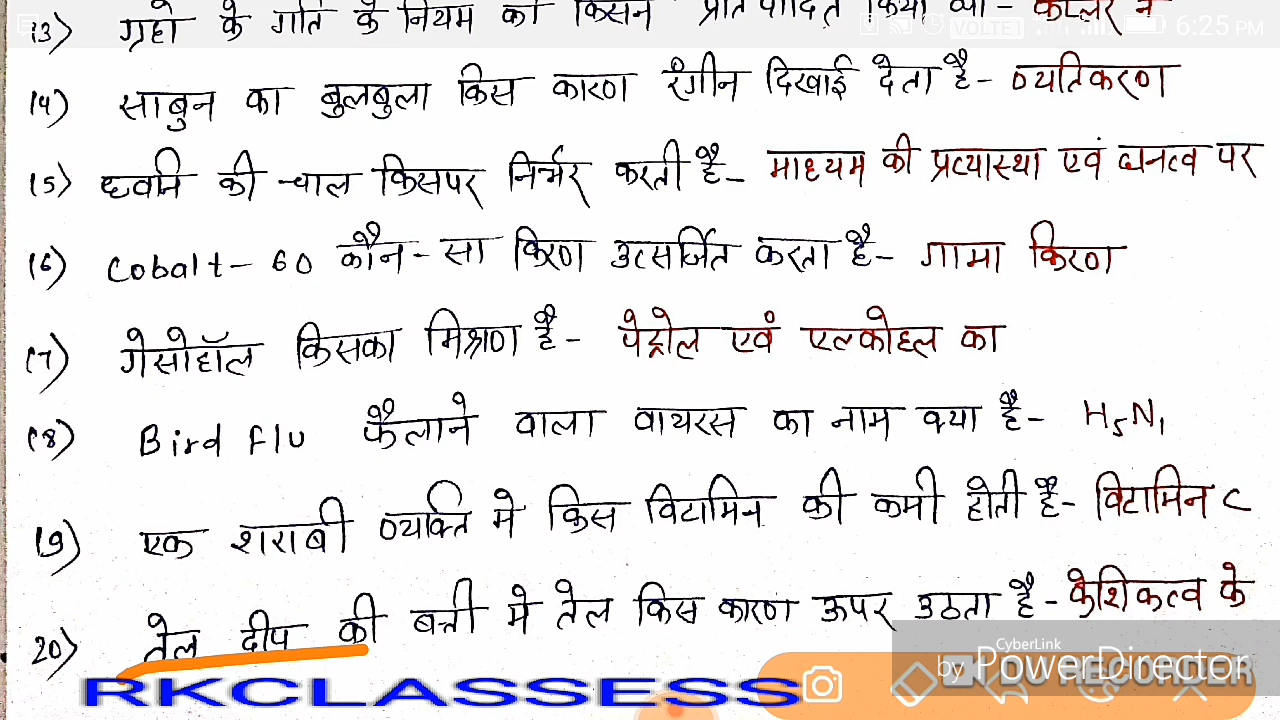 13) ग्रहो के गति के नियम को किसने प्रतिपादित किया था - केप्लर ने
VOLTE1 6:25 PM
14) साबुन का बुलबुला किस कारण रंगीन दिखाई देता है - व्यतिकरण
15) ध्वनि की चाल किसपर निर्भर करती है - माध्यम की प्रत्यास्था एवं घनत्व पर
16) Cobalt - 60 कौन - सा किरण उत्सर्जित करता है - गामा किरण
17) गेसोहॉल किसका मिश्रण है - पेट्रोल एवं एल्कोहल का
18) Bird Flu फैलाने वाला वायरस का नाम क्या है - H5N1
19) एक शराबी व्यक्ति मे किस विटामिन की कमी होती है - विटामिन C
20) तेल दीप की बत्ती मे तेल किस कारण ऊपर उठता है - केशिकत्व के
CyberLink
by PowerDirector
RECORDER
RKCLASSESS